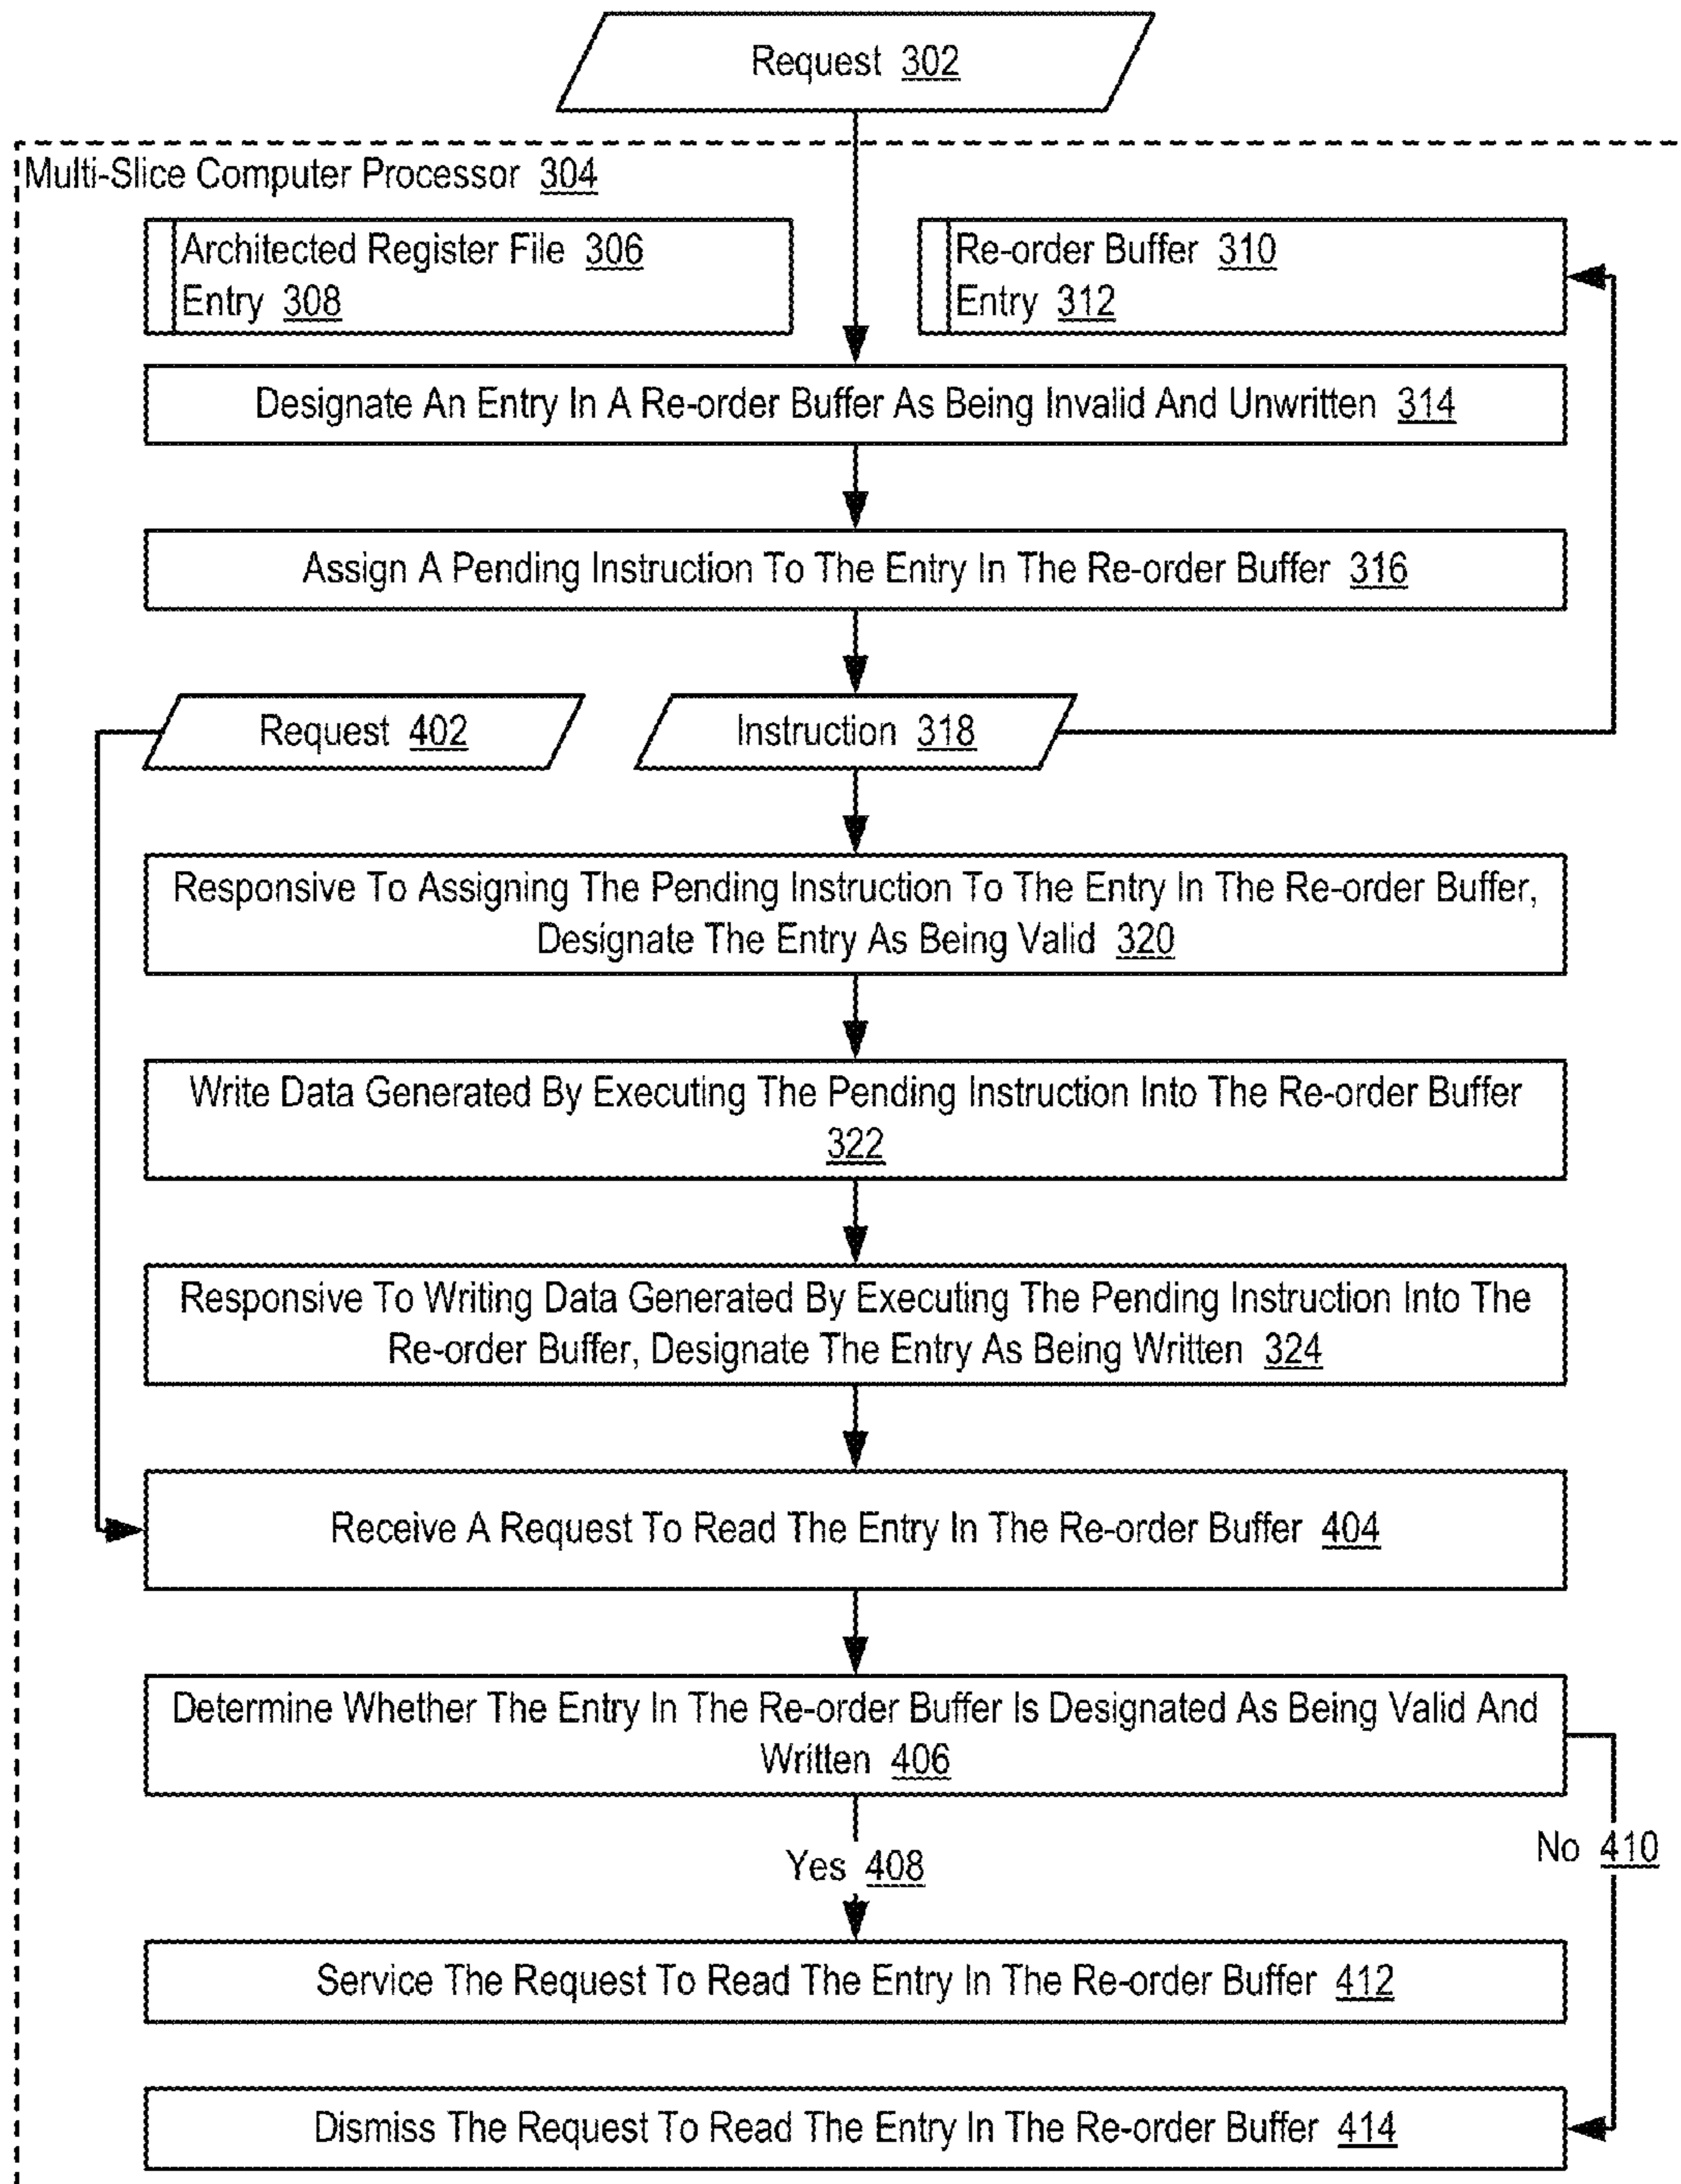 Request 302
Multi-Slice Computer Processor 304
Architected Register File 306
Entry 308
Re-order Buffer 310
Entry 312
Designate An Entry In A Re-order Buffer As Being Invalid And Unwritten 314
Assign A Pending Instruction To The Entry In The Re-order Buffer 316
Request 402
Instruction 318
Responsive To Assigning The Pending Instruction To The Entry In The Re-order Buffer,
Designate The Entry As Being Valid 320
Write Data Generated By Executing The Pending Instruction Into The Re-order Buffer
322
Responsive To Writing Data Generated By Executing The Pending Instruction Into The
Re-order Buffer, Designate The Entry As Being Written 324
Receive A Request To Read The Entry In The Re-order Buffer 404
Determine Whether The Entry In The Re-order Buffer Is Designated As Being Valid And
Written 406
Yes 408
No 410
Service The Request To Read The Entry In The Re-order Buffer 412
Dismiss The Request To Read The Entry In The Re-order Buffer 414